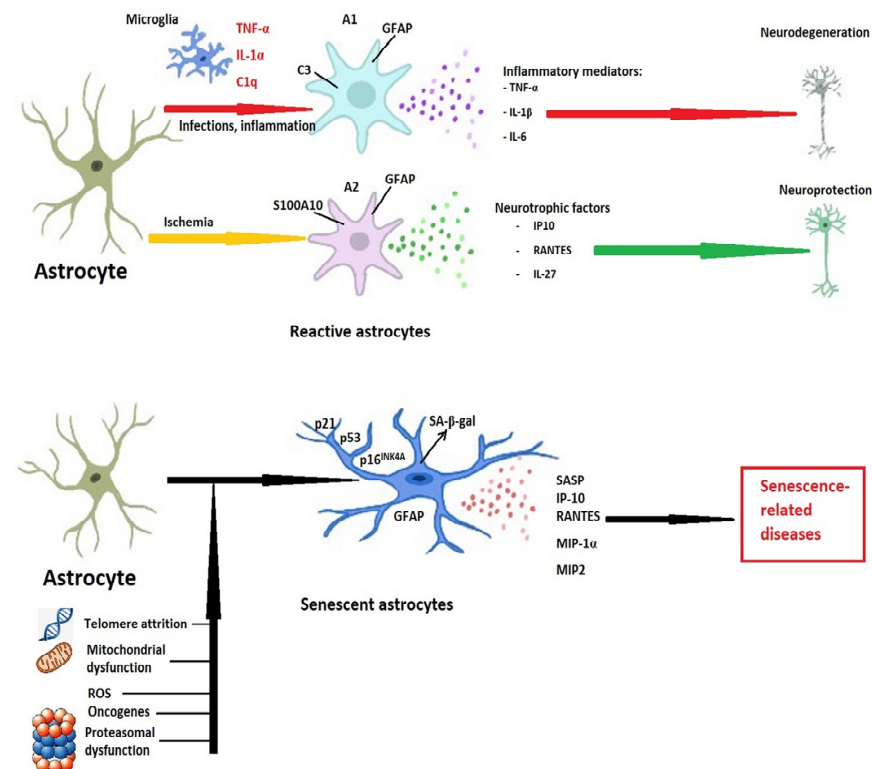 Microglia
TNF-α
IL-1α
C1q
Infections, inflammation
A1
GFAP
C3
Inflammatory mediators:
- TNF-α
- IL-1β
- IL-6
Neurodegeneration
Astrocyte
Ischemia
A2
GFAP
S100A10
Neurotrophic factors
- IP10
- RANTES
- IL-27
Neuroprotection
Reactive astrocytes
Astrocyte
p21
p53
p16INK4A
SA-β-gal
GFAP
SASP
IP-10
RANTES
MIP-1α
MIP2
Senescence-
related
diseases
Senescent astrocytes
Telomere attrition
Mitochondrial
dysfunction
ROS
Oncogenes
Proteasomal
dysfunction